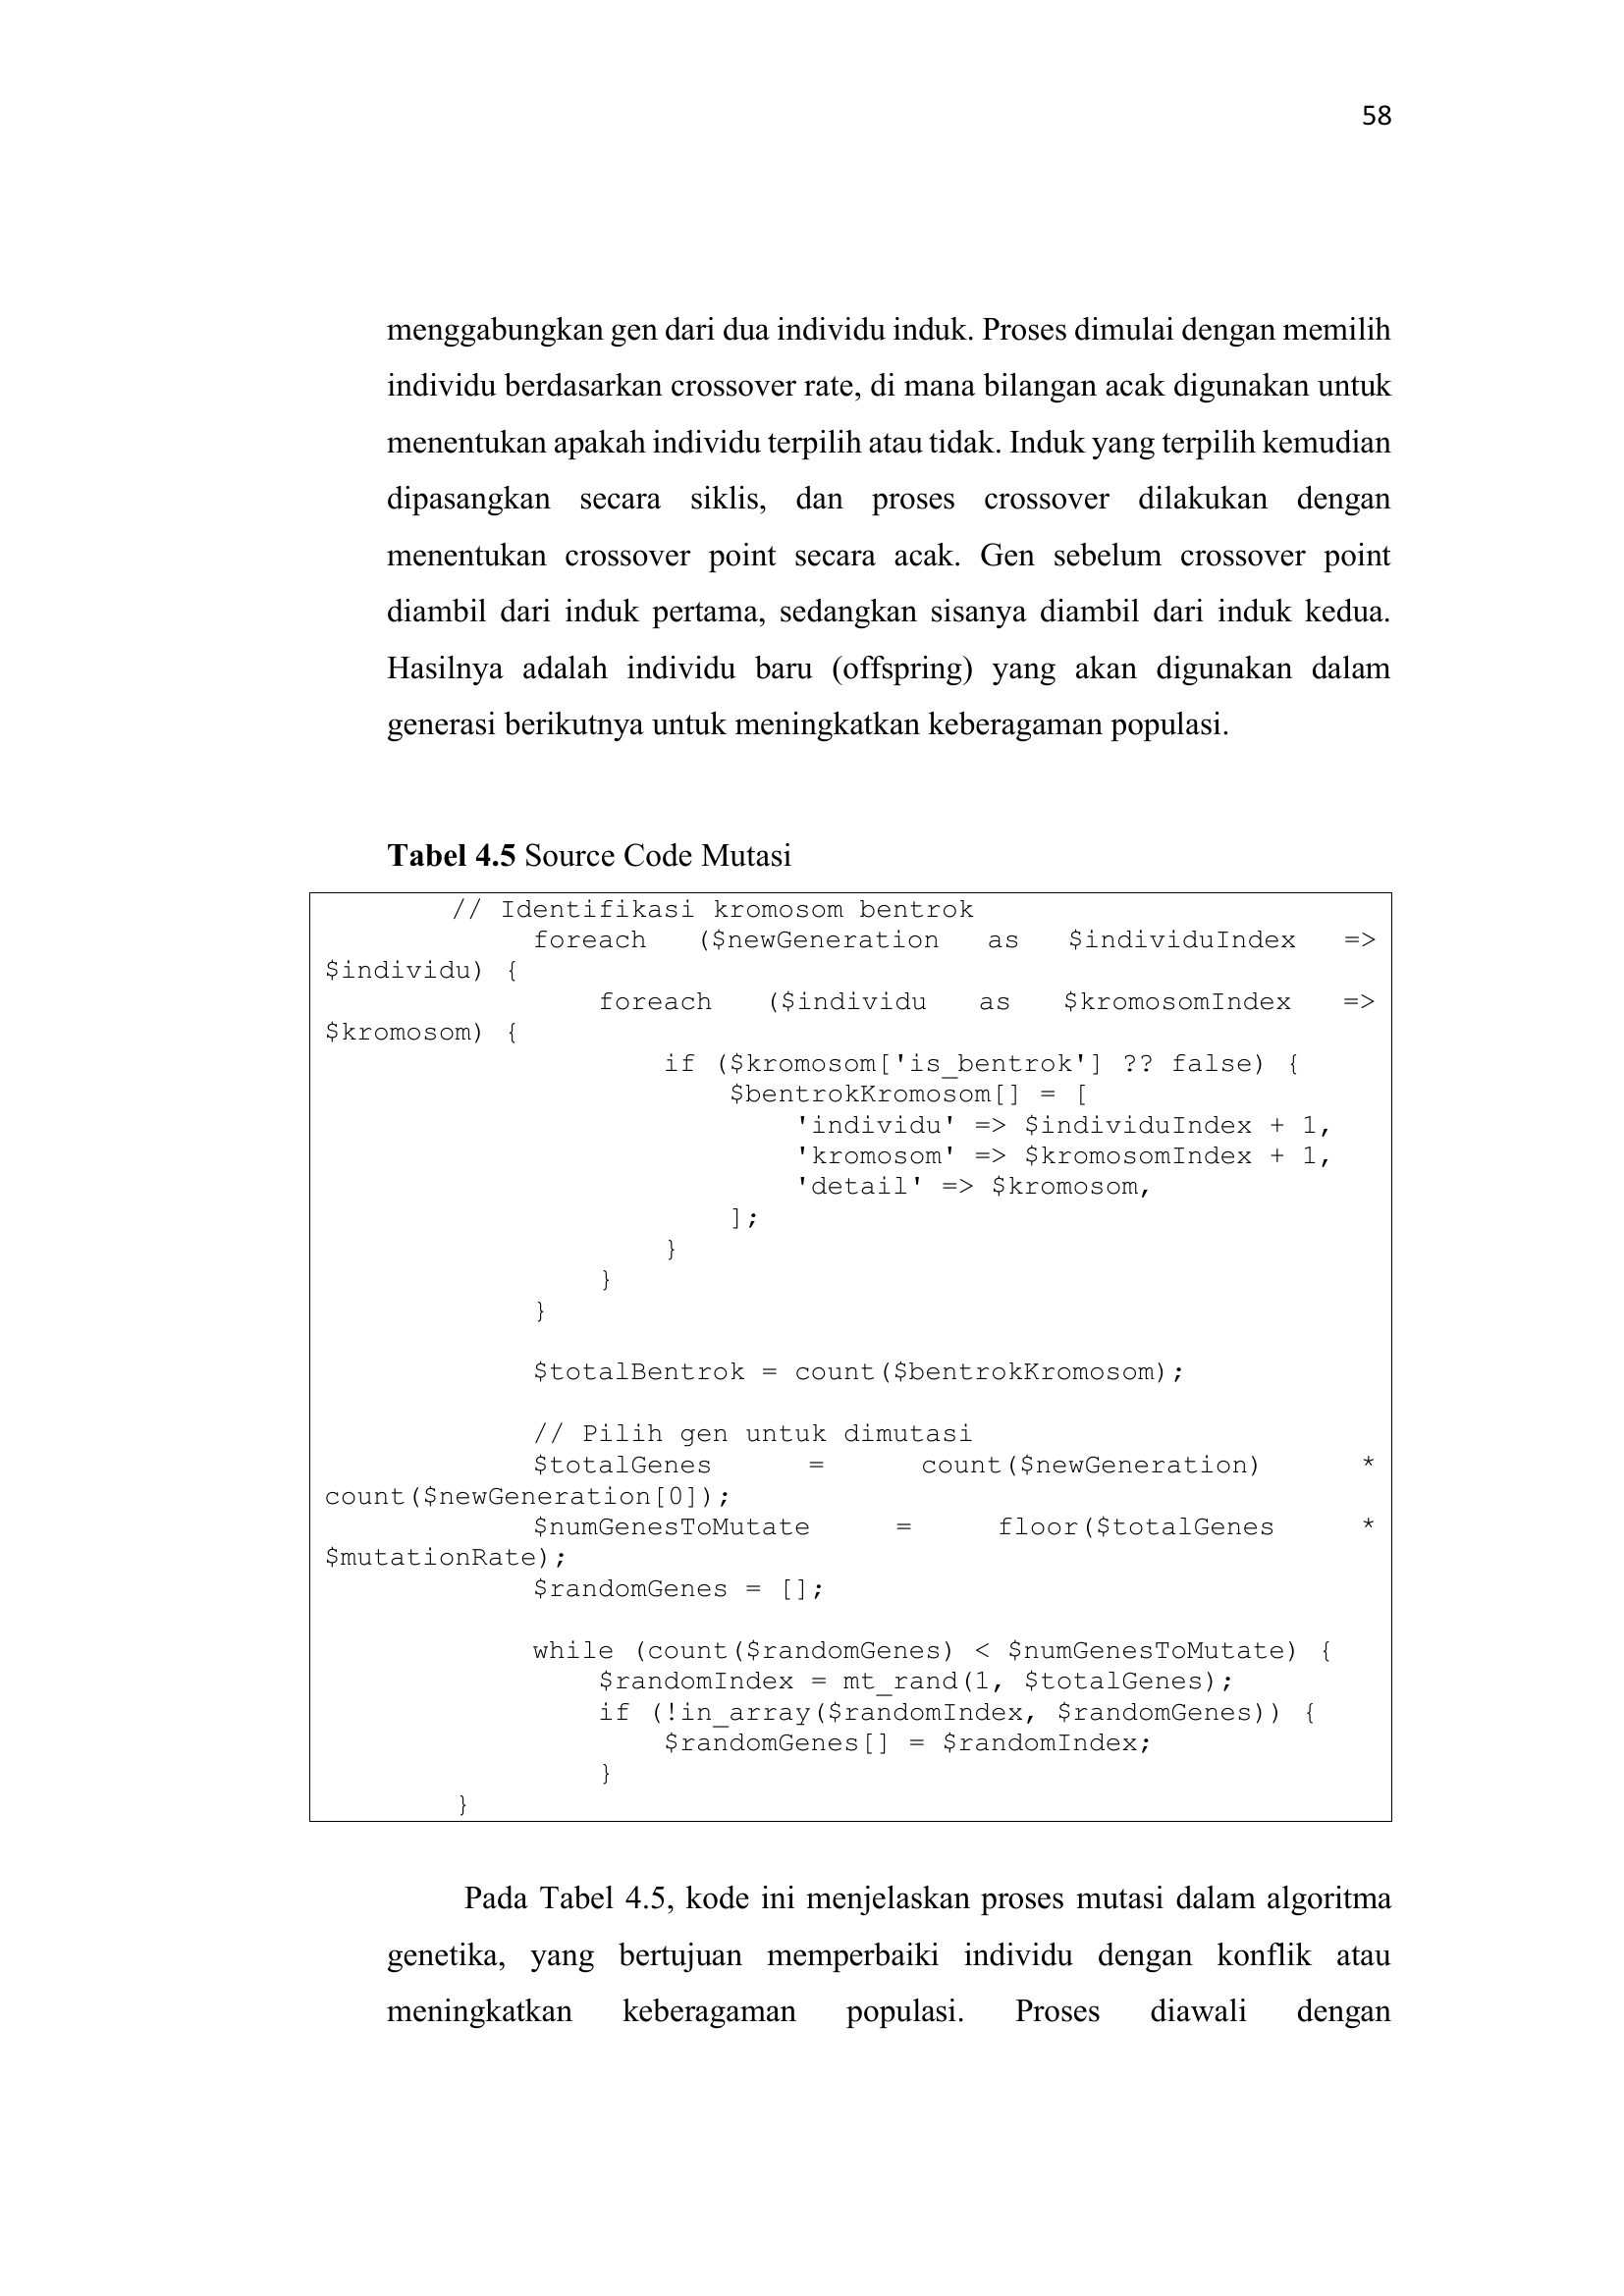 58
menggabungkan gen dari dua individu induk. Proses dimulai dengan memilih
individu berdasarkan crossover rate, di mana bilangan acak digunakan untuk
menentukan apakah individu terpilih atau tidak. Induk yang terpilih kemudian
dipasangkan secara siklis, dan proses crossover dilakukan dengan
menentukan crossover point secara acak. Gen sebelum crossover point
diambil dari induk pertama, sedangkan sisanya diambil dari induk kedua.
Hasilnya adalah individu baru (offspring) yang akan digunakan dalam
generasi berikutnya untuk meningkatkan keberagaman populasi.
Tabel 4.5 Source Code Mutasi
// Identifikasi kromosom bentrok
foreach ($newGeneration as $individuIndex =>
$individu) {
foreach ($individu as $kromosomIndex =>
$kromosom) {
if ($kromosom['is_bentrok'] ?? false) {
$bentrokKromosom[] = [
'individu' => $individuIndex + 1,
'kromosom' => $kromosomIndex + 1,
'detail' => $kromosom,
];
}
}
}
$totalBentrok = count($bentrokKromosom);
// Pilih gen untuk dimutasi
$totalGenes = count($newGeneration) *
count($newGeneration[0]);
$numGenesToMutate = floor($totalGenes *
$mutationRate);
$randomGenes = [];
while (count($randomGenes) < $numGenesToMutate) {
$randomIndex = mt_rand(1, $totalGenes);
if (!in_array($randomIndex, $randomGenes)) {
$randomGenes[] = $randomIndex;
}
}
Pada Tabel 4.5, kode ini menjelaskan proses mutasi dalam algoritma
genetika, yang bertujuan memperbaiki individu dengan konflik atau
meningkatkan keberagaman populasi. Proses diawali dengan